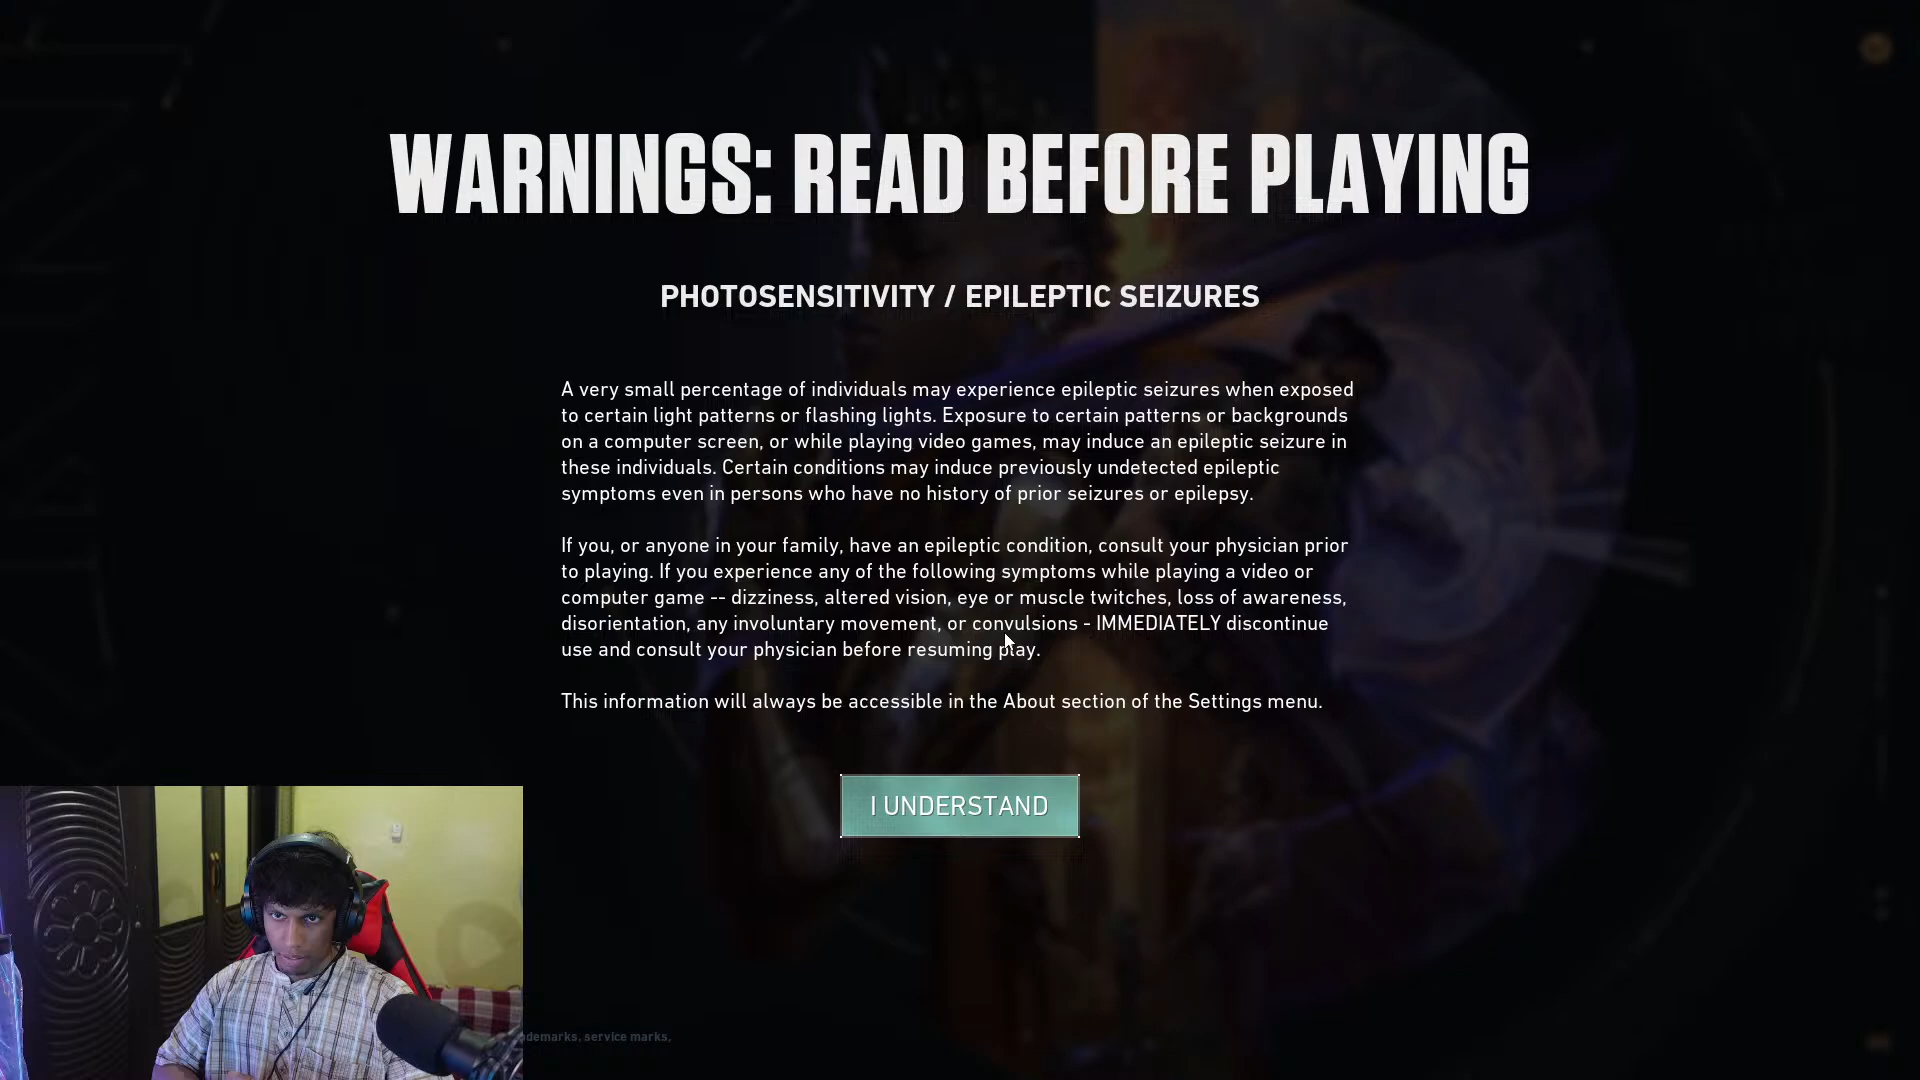 WARNINGS: READ BEFORE PLAYING
PHOTOSENSITIVITY / EPILEPTIC SEIZURES
A very small percentage of individuals may experience epileptic seizures when exposed
to certain light patterns or flashing lights. Exposure to certain patterns or backgrounds
on a computer screen, or while playing video games, may induce an epileptic seizure in
these individuals. Certain conditions may induce previously undetected epileptic
symptoms even in persons who have no history of prior seizures or epilepsy.
If you, or anyone in your family, have an epileptic condition, consult your physician prior
to playing. If you experience any of the following symptoms while playing a video or
computer game -- dizziness, altered vision, eye or muscle twitches, loss of awareness,
disorientation, any involuntary movement, or convulsions - IMMEDIATELY discontinue
use and consult your physician before resuming play.
This information will always be accessible in the About section of the Settings menu.
I UNDERSTAND
service marks,